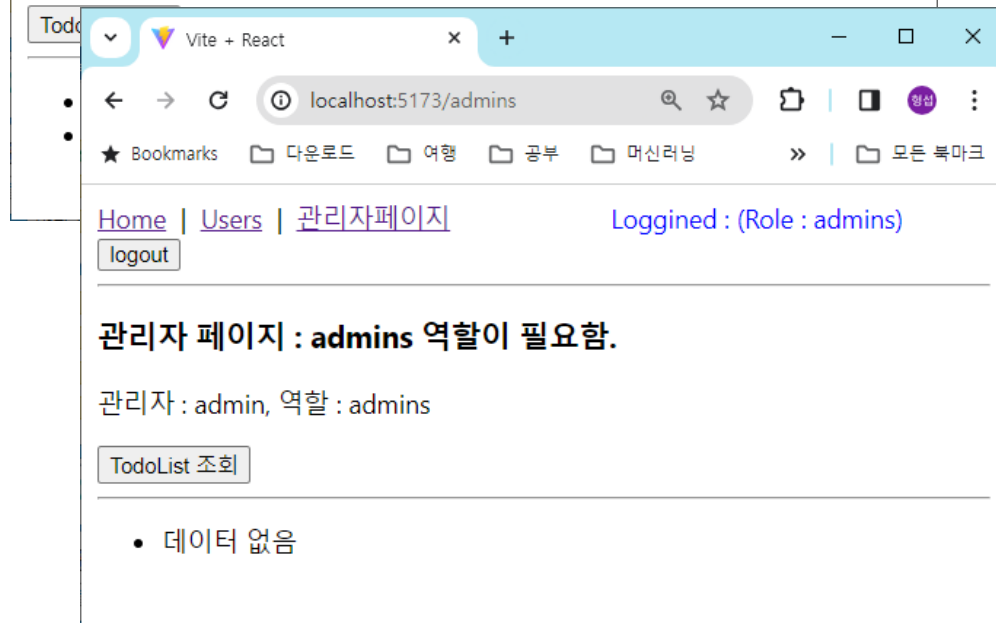 Vite + React
localhost:5173/admins
형섭
Bookmarks 다운로드 여행 공부 머신러닝 » 모든 북마크
Home | Users | 관리자페이지 Loggined : (Role : admins)
logout
관리자 페이지 : admins 역할이 필요함.
관리자 : admin, 역할 : admins
TodoList 조회
데이터 없음